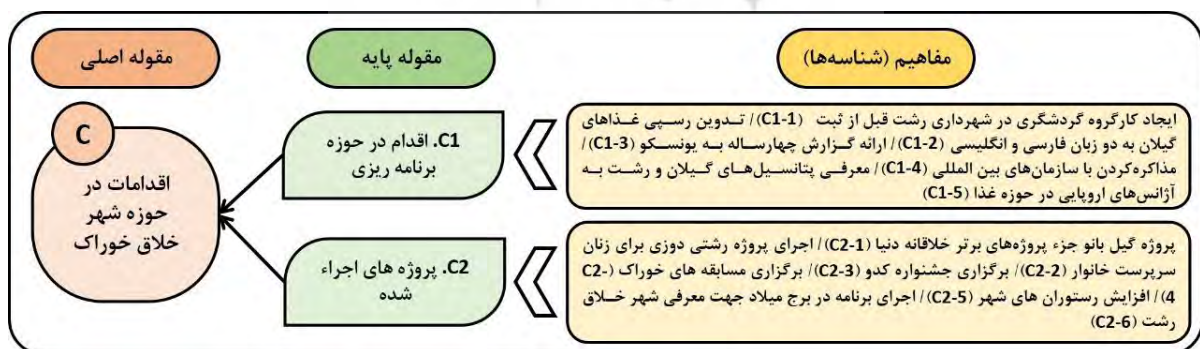 مفاهیم (شناسه‌ها)
مقوله پایه
مقوله اصلی
ایجاد کارگروه گردشگری در شهرداری رشت قبل از ثبت (C1-1)/ تدوین رسپی غذاهای
گیلان به دو زبان فارسی و انگلیسی (C1-2)/ ارائه گزارش چهارساله به یونسکو (C1-3)/
مذاکره‌کردن با سازمان‌های بین المللی (C1-4)/ معرفی پتانسیل‌های گیلان و رشت به
آژانس‌های اروپایی در حوزه غذا (C1-5)
C1. اقدام در حوزه
برنامه ریزی
پروژه گیل بانو جزء پروژه‌های برتر خلاقانه دنیا (C2-1)/ اجرای پروژه رشتی دوزی برای زنان
سرپرست خانوار (C2-2)/ برگزاری جشنواره کدو (C2-3)/ برگزاری مسابقه های خوراک (C2-
4)/ افزایش رستوران های شهر (C2-5)/ اجرای برنامه در برج میلاد جهت معرفی شهر خلاق
رشت (C2-6)
C2. پروژه های اجراء
شده
C
اقدامات در
حوزه شهر
خلاق خوراک